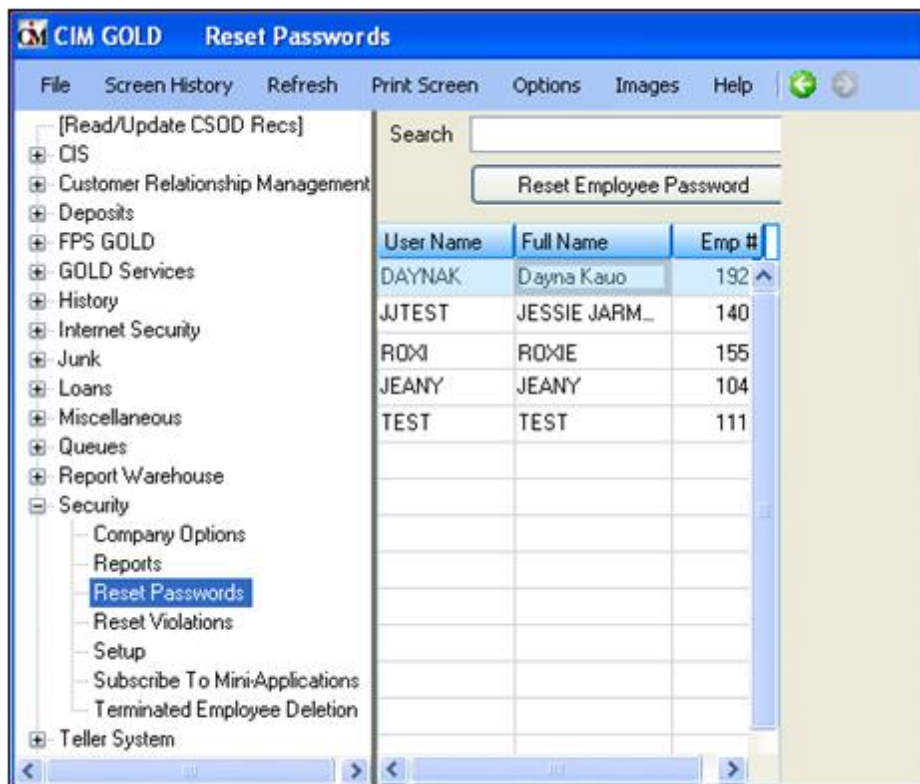 CIM GOLD Reset Passwords
File Screen History Refresh Print Screen Options Images Help
[Read/Update CSOD Recs]
CIS
Customer Relationship Management
Deposits
FPS GOLD
GOLD Services
History
Internet Security
Junk
Loans
Miscellaneous
Queues
Report Warehouse
Security
Company Options
Reports
Reset Passwords
Reset Violations
Setup
Subscribe To Mini-Applications
Terminated Employee Deletion
Teller System
Search
Reset Employee Password
User Name Full Name Emp #
DAYNAK Dayna Kauo 192
JJTEST JESSIE JARM... 140
ROXI ROXIE 155
JEANY JEANY 104
TEST TEST 111